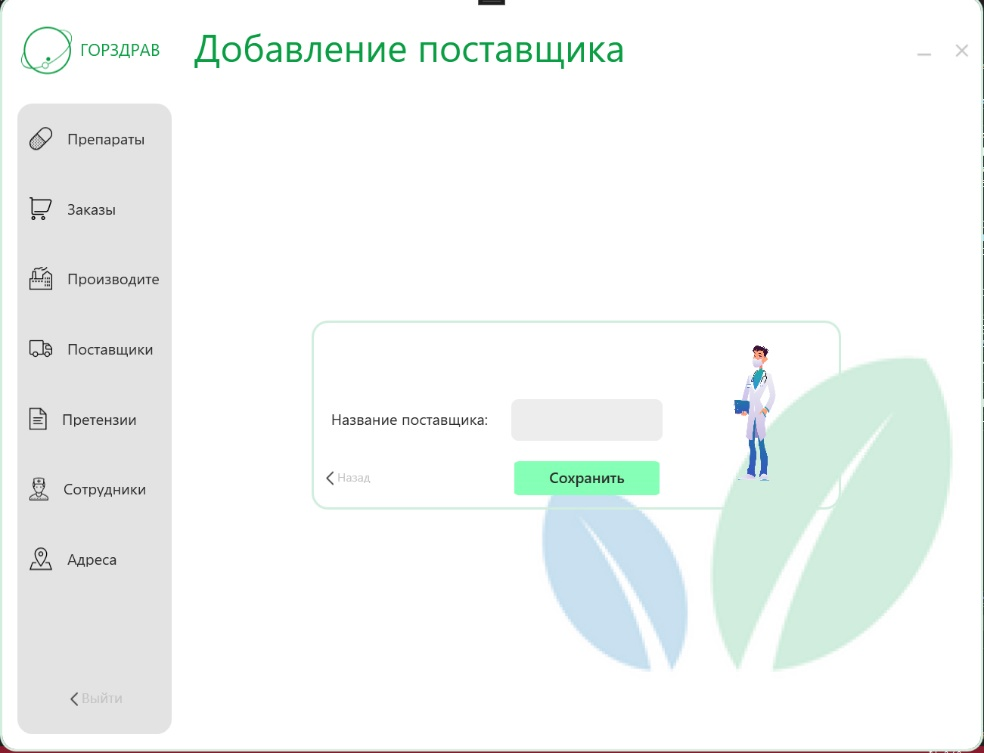 ГОРЗДРАВ
Добавление поставщика
Препараты
Заказы
Производите
Поставщики
Претензии
Сотрудники
Адреса
Выйти
Название поставщика:
Назад
Сохранить